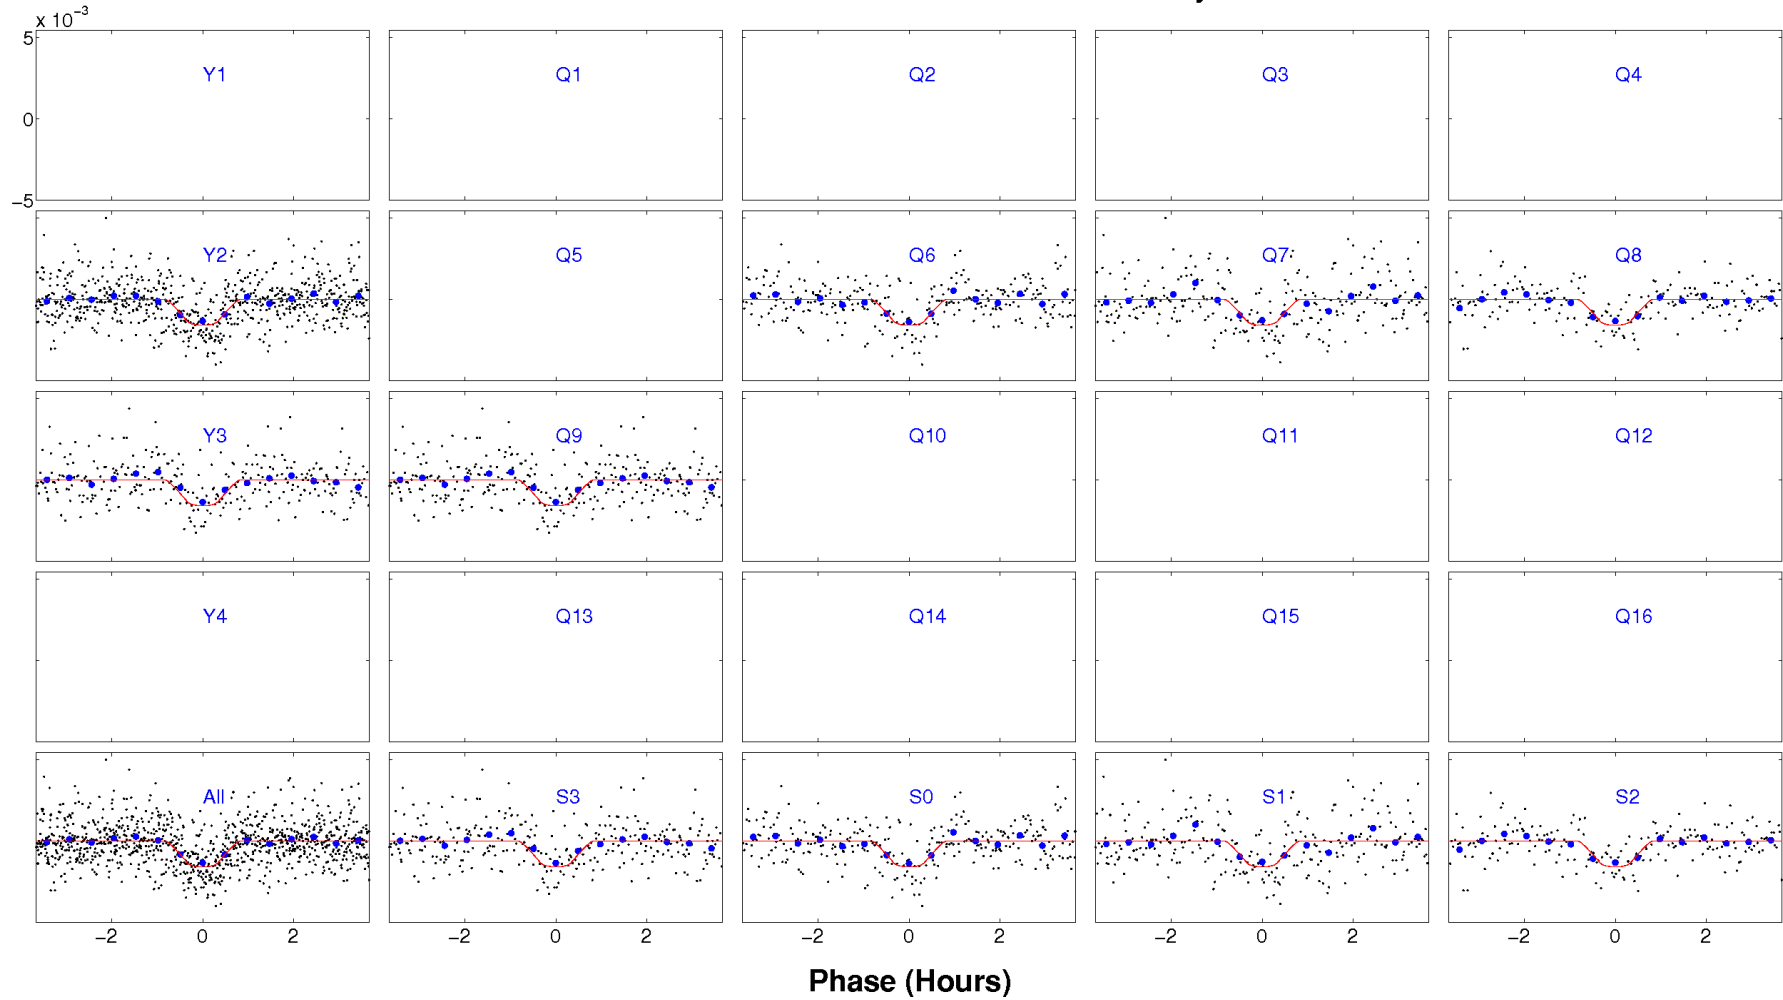 x 10⁻³
5
0
−5
Y1 Q1 Q2 Q3 Q4
Y2 Q5 Q6 Q7 Q8
Y3 Q9 Q10 Q11 Q12
Y4 Q13 Q14 Q15 Q16
All S3 S0 S1 S2
−2 0 2 −2 0 2 −2 0 2 −2 0 2 −2 0 2
Phase (Hours)